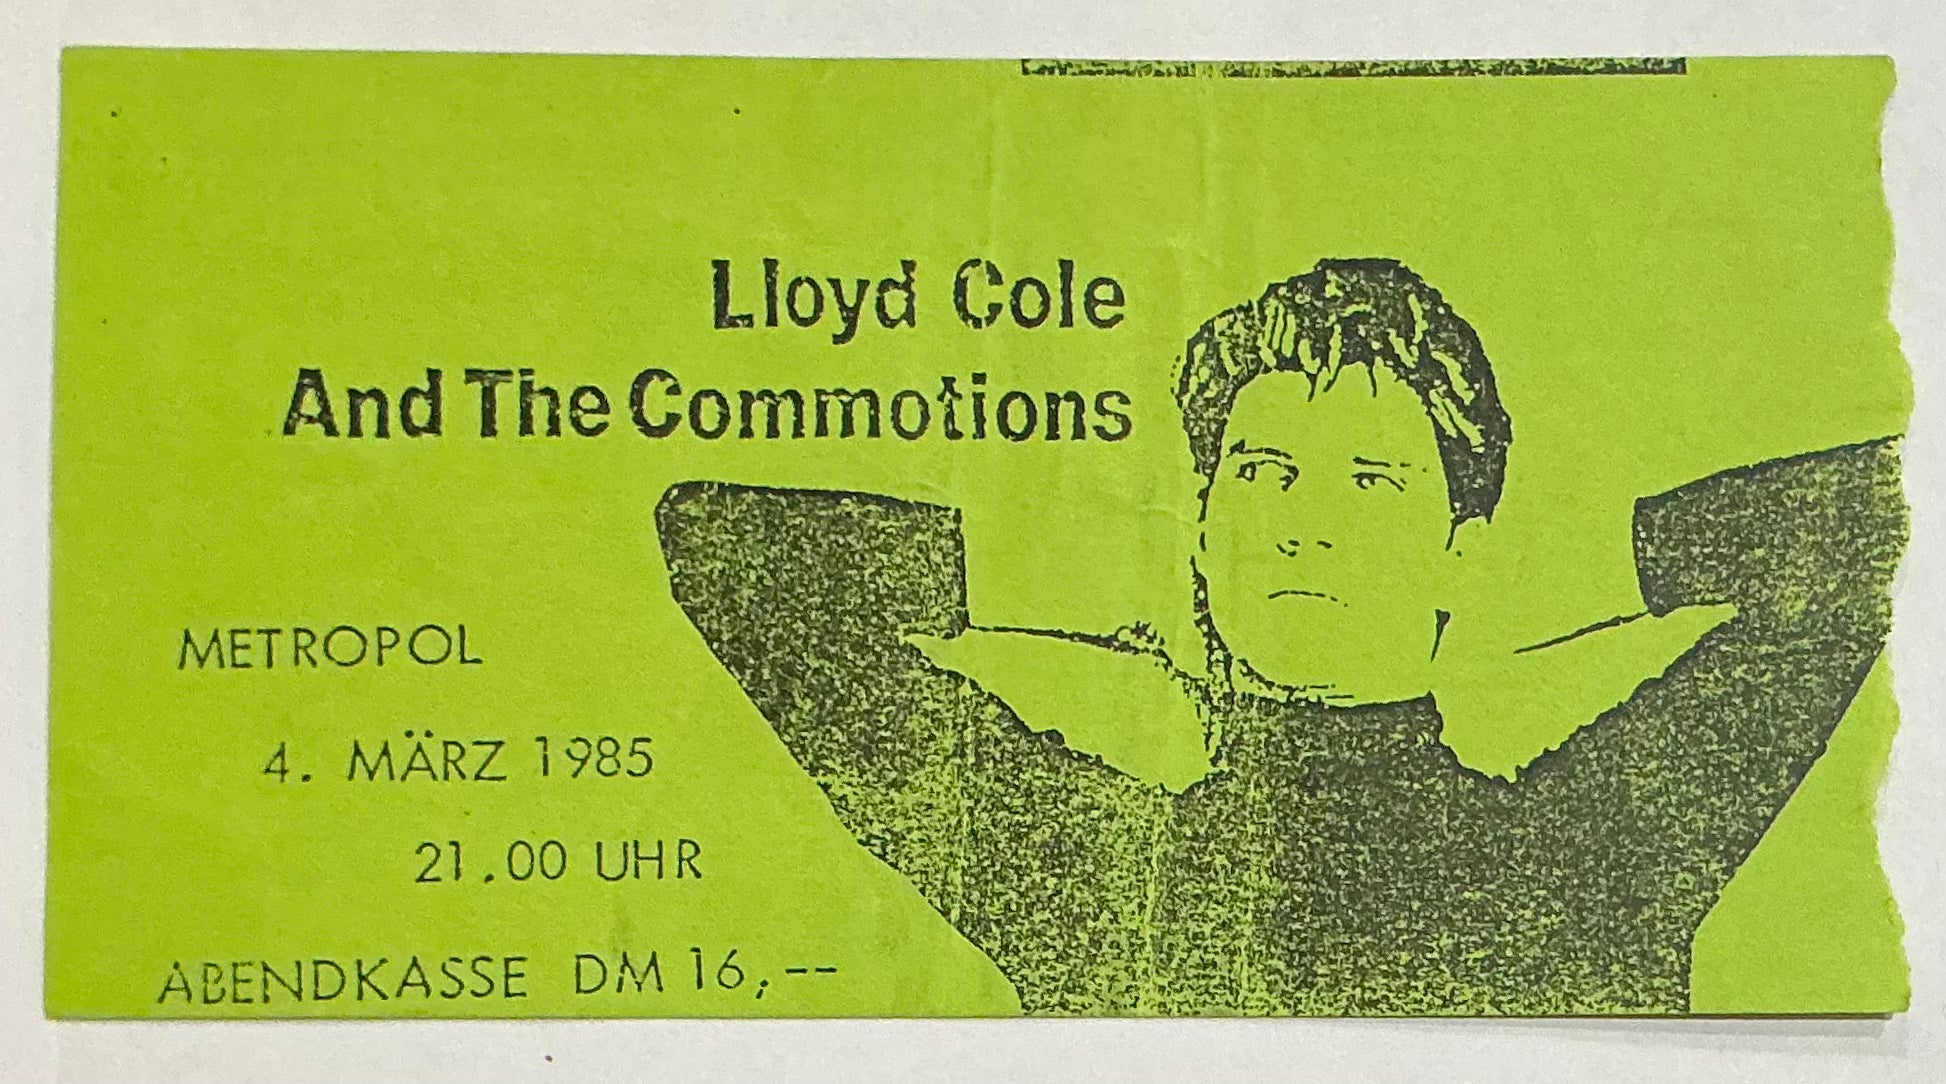 Lloyd Cole
And The Commotions
METROPOL
4. MÄRZ 1985
21.00 UHR
ABENDKASSE DM 16,--